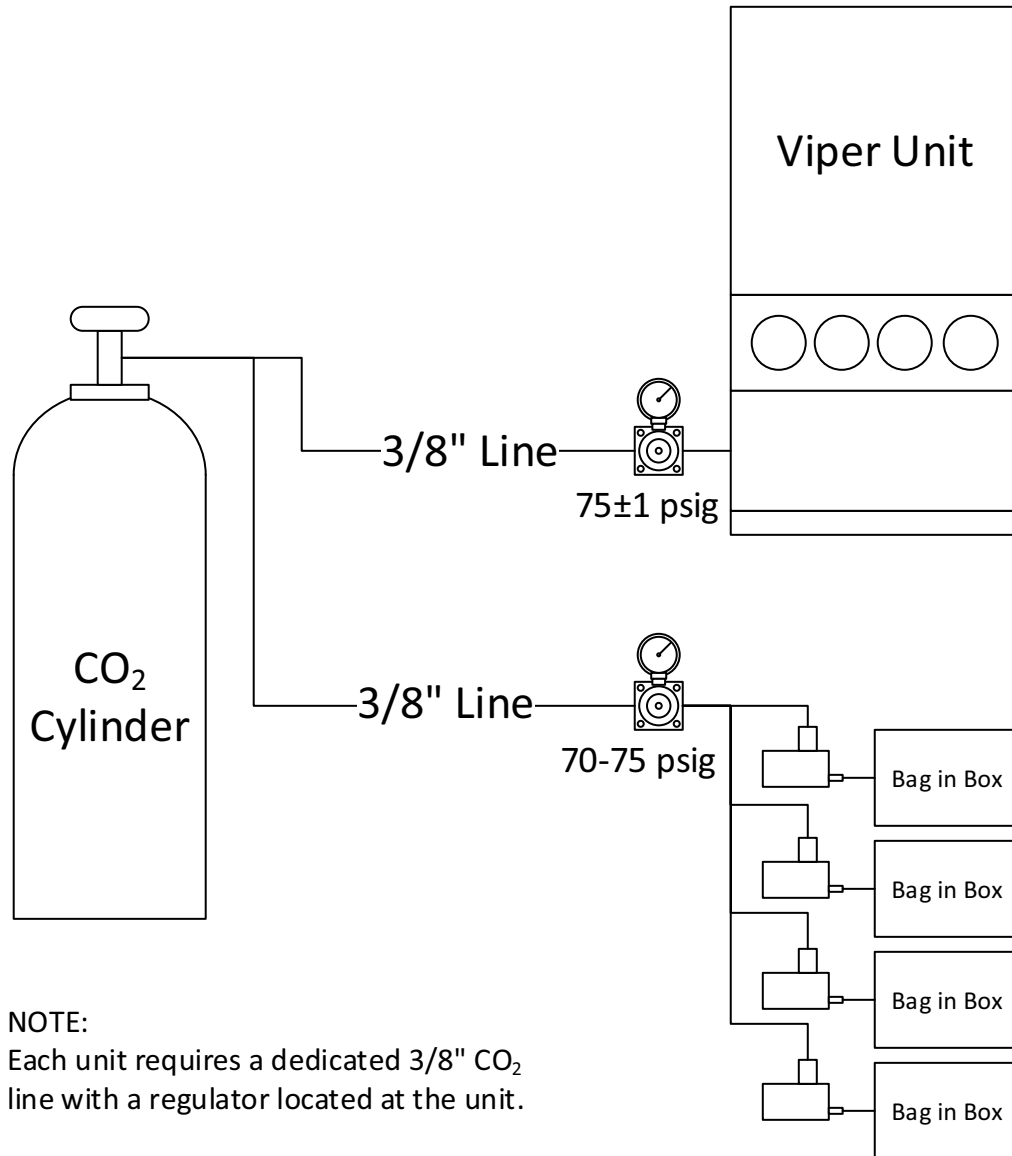 Viper Unit
3/8" Line
75±1 psig
CO₂
Cylinder
3/8" Line
70-75 psig
Bag in Box
Bag in Box
Bag in Box
Bag in Box
NOTE:
Each unit requires a dedicated 3/8" CO₂
line with a regulator located at the unit.